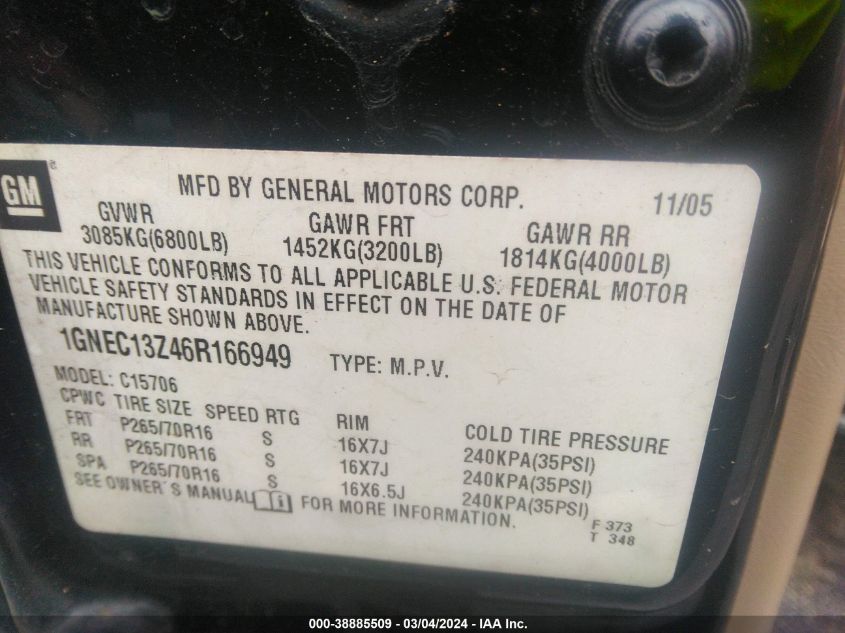 GM
MFD BY GENERAL MOTORS CORP. 11/05
GVWR GAWR FRT GAWR RR
3085KG(6800LB) 1452KG(3200LB) 1814KG(4000LB)
THIS VEHICLE CONFORMS TO ALL APPLICABLE U.S. FEDERAL MOTOR
VEHICLE SAFETY STANDARDS IN EFFECT ON THE DATE OF
MANUFACTURE SHOWN ABOVE.
1GNEC13Z46R166949 TYPE: M.P.V.
MODEL: C15706
CPWC TIRE SIZE SPEED RTG RIM COLD TIRE PRESSURE
FRT P265/70R16 S 16X7J 240KPA(35PSI)
RR P265/70R16 S 16X7J 240KPA(35PSI)
SPA P265/70R16 S 16X6.5J 240KPA(35PSI)
SEE OWNER'S MANUAL FOR MORE INFORMATION.
F 373
T 348
000-38885509 - 03/04/2024 - IAA Inc.